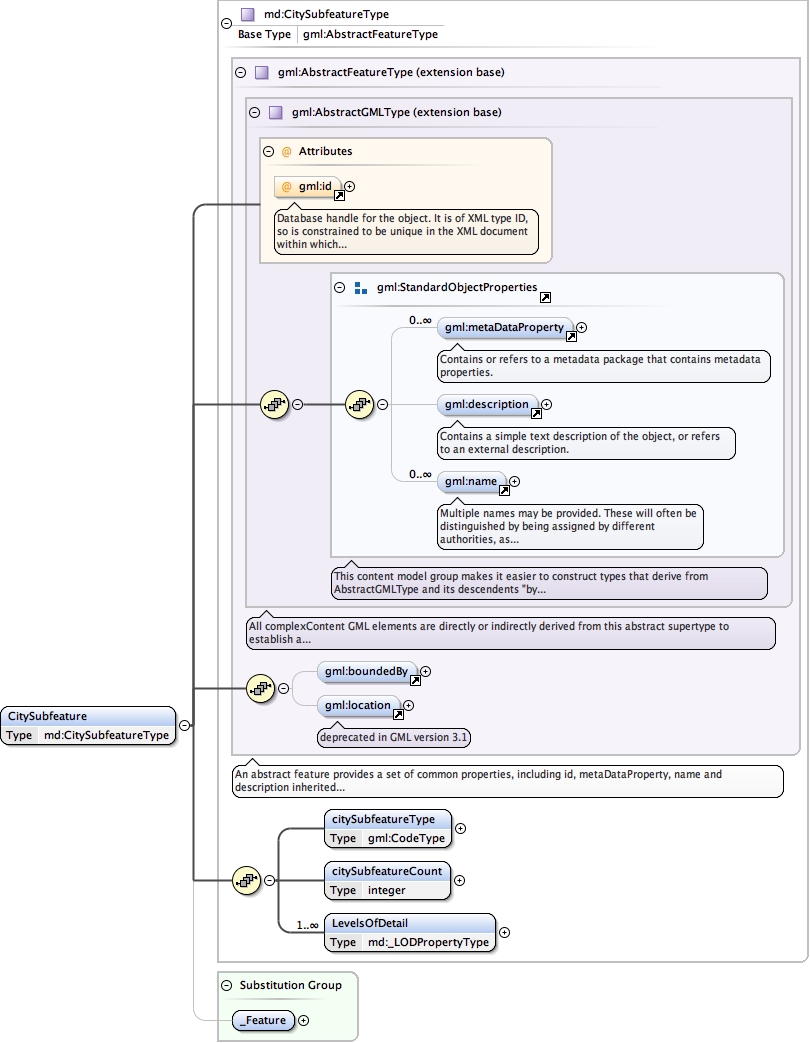 md:CitySubfeatureType
Base Type gml:AbstractFeatureType
gml:AbstractFeatureType (extension base)
gml:AbstractGMLType (extension base)
@ Attributes
@ gml:id
Database handle for the object. It is of XML type ID,
so is constrained to be unique in the XML document
within which...
gml:StandardObjectProperties
0..∞
gml:metaDataProperty
Contains or refers to a metadata package that contains metadata
properties.
gml:description
Contains a simple text description of the object, or refers
to an external description.
0..∞
gml:name
Multiple names may be provided. These will often be
distinguished by being assigned by different
authorities, as...
This content model group makes it easier to construct types that derive from
AbstractGMLType and its descendents "by...
All complexContent GML elements are directly or indirectly derived from this abstract supertype to
establish a...
gml:boundedBy
gml:location
deprecated in GML version 3.1
CitySubfeature
Type md:CitySubfeatureType
An abstract feature provides a set of common properties, including id, metaDataProperty, name and
description inherited...
citySubfeatureType
Type gml:CodeType
citySubfeatureCount
Type integer
1..∞
LevelsOfDetail
Type md:_LODPropertyType
Substitution Group
_Feature